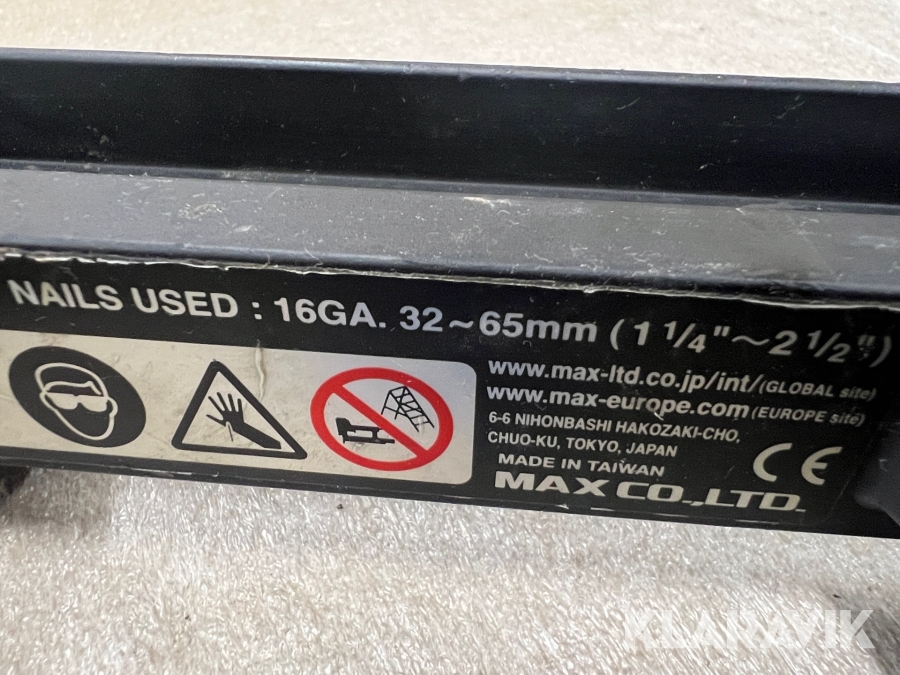 NAILS USED : 16GA. 32~65mm (1 1/4"~2 1/2")
www.max-ltd.co.jp/int/(GLOBAL site)
www.max-europe.com (EUROPE site)
6-6 NIHONBASHI HAKOZAKI-CHO,
CHUO-KU, TOKYO, JAPAN
MADE IN TAIWAN
MAX CO.,LTD.
CE
KLARAVIK